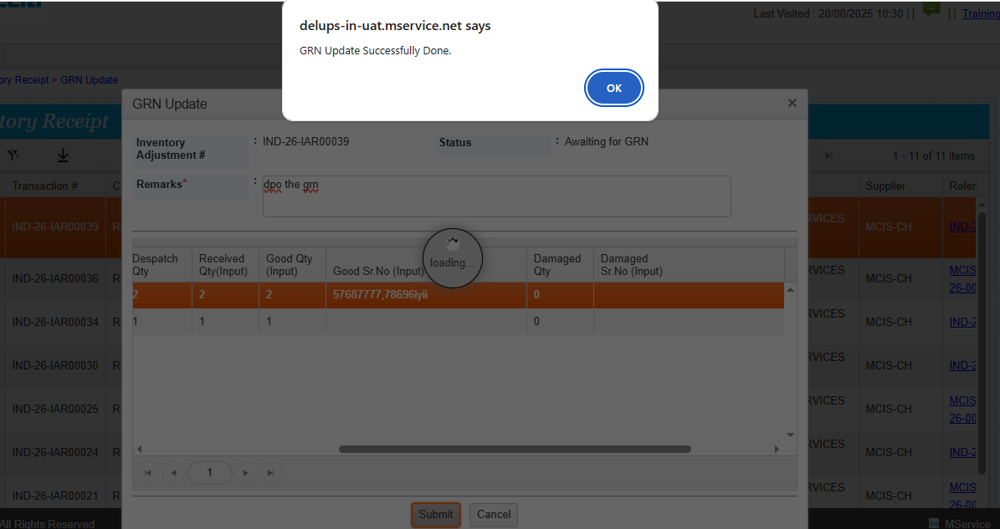 delups-in-uat.mservice.net says
GRN Update Successfully Done.
OK
Last Visited : 20/08/2025 10:30 | [ ] | Training
ory Receipt > GRN Update
tory Receipt
GRN Update
Inventory Adjustment # : IND-26-IAR00039
Status : Awaiting for GRN
Remarks* : dpo the grn
1 - 11 of 11 items
Transaction #
Supplier
Refer
Despatch Qty
Received Qty(Input)
Good Qty (Input)
Good Sr.No (Input)
Damaged Qty
Damaged Sr.No (Input)
loading...
2 2 2 57687777,78696iyii 0
1 1 1 0
IND-26-IAR00039 R RVICES MCIS-CH IND-2
IND-26-IAR00036 R RVICES MCIS-CH MCIS
26-00
IND-26-IAR00034 R RVICES MCIS-CH IND-2
IND-26-IAR00030 R RVICES MCIS-CH IND-2
IND-26-IAR00025 R RVICES MCIS-CH MCIS
26-00
IND-26-IAR00024 R RVICES MCIS-CH IND-2
IND-26-IAR00021 R RVICES MCIS-CH MCIS
26-00
1
Submit Cancel
All Rights Reserved
MService